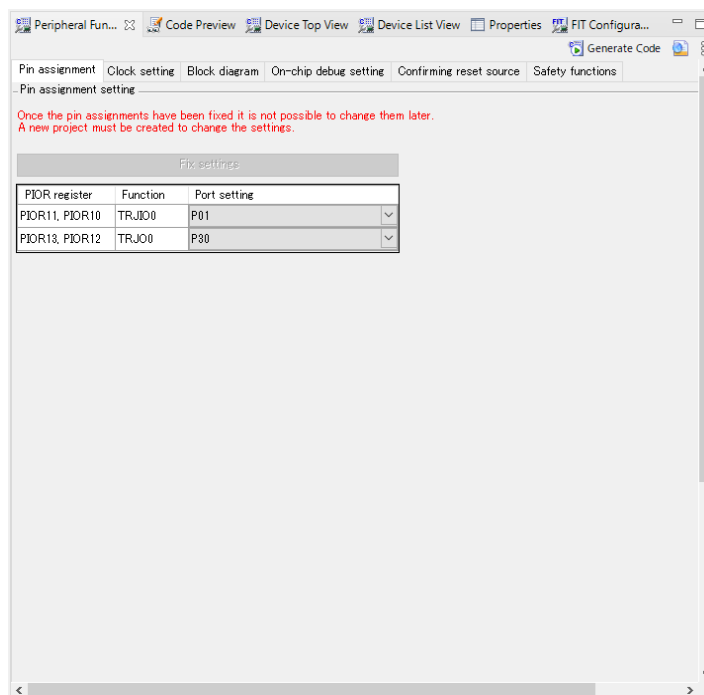 Peripheral Fun... Code Preview Device Top View Device List View Properties FIT Configura...
Generate Code
Pin assignment Clock setting Block diagram On-chip debug setting Confirming reset source Safety functions
Pin assignment setting
Once the pin assignments have been fixed it is not possible to change them later.
A new project must be created to change the settings.
Fix settings
PIOR register Function Port setting
PIOR11, PIOR10 TRJIO0 P01
PIOR13, PIOR12 TRJO0 P30